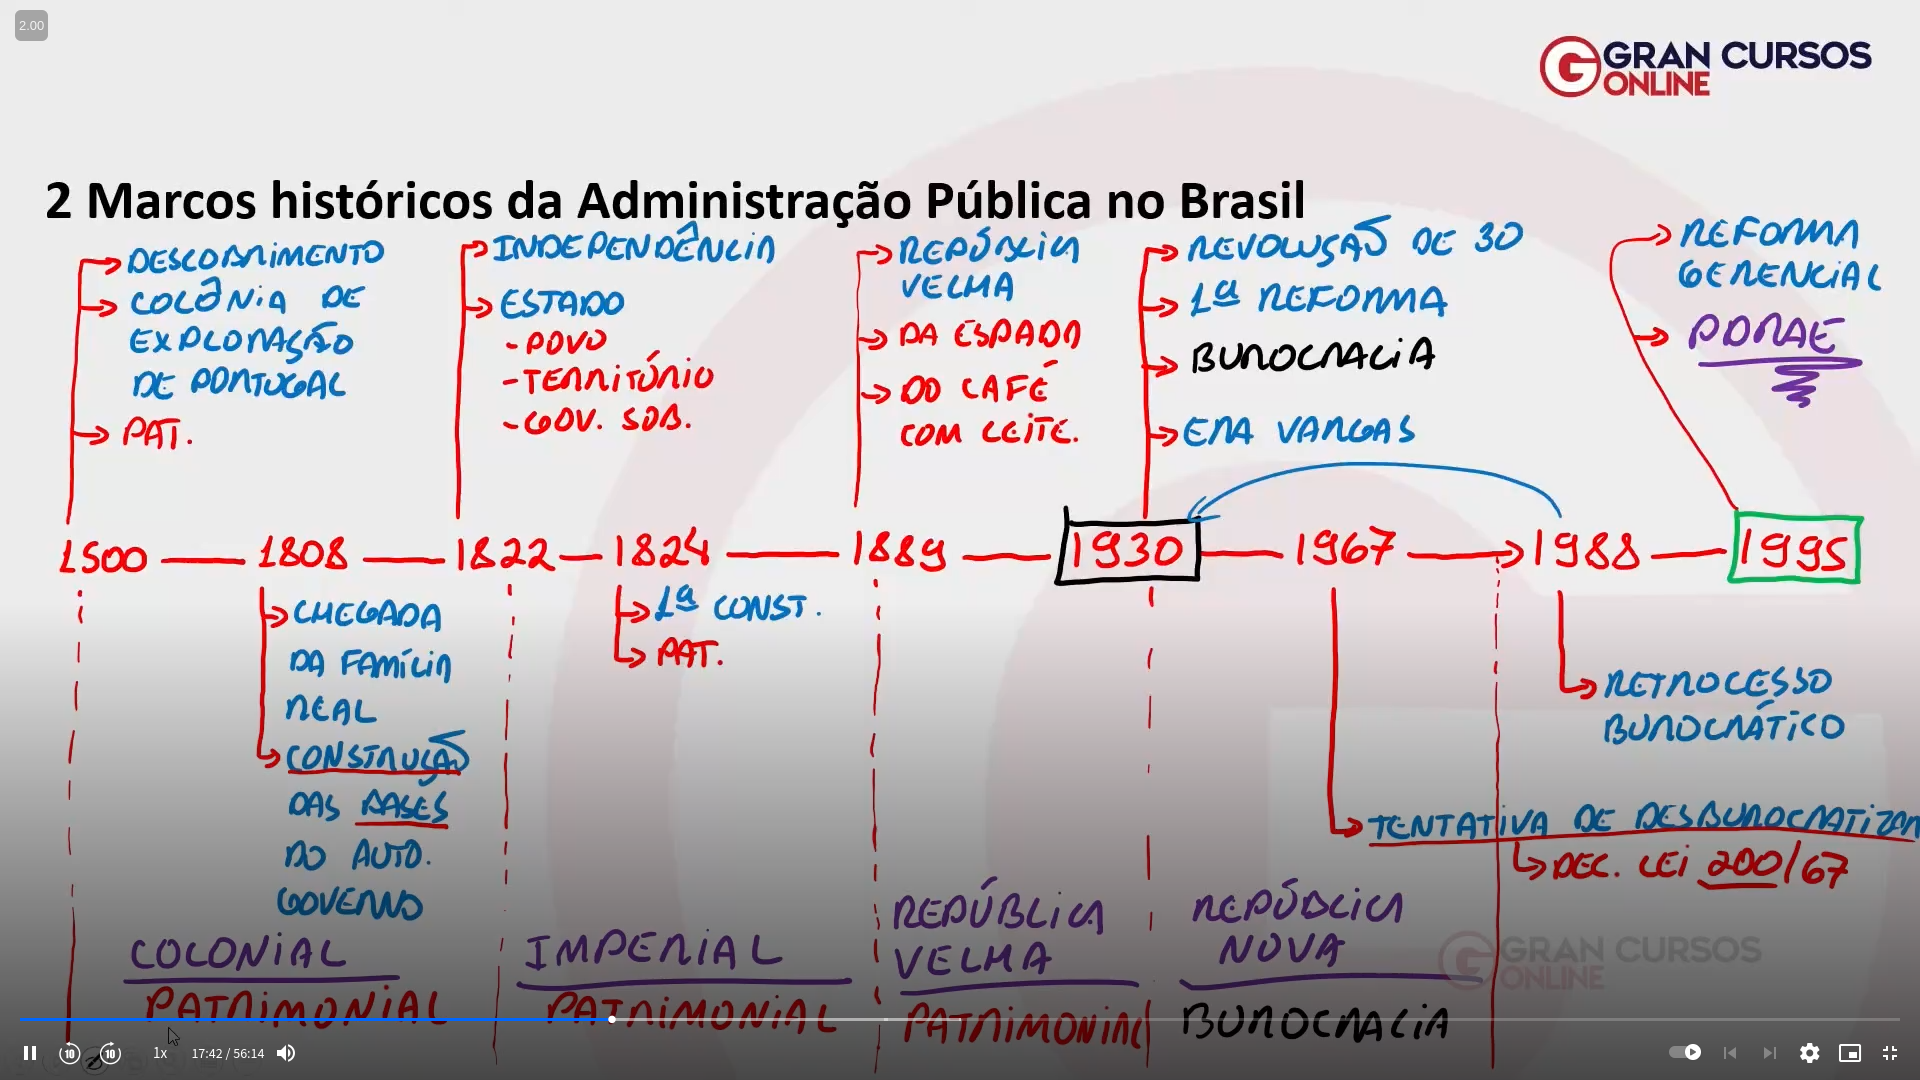 2.00
GRAN CURSOS
ONLINE
2 Marcos históricos da Administração Pública no Brasil
DESCOBRIMENTO
COLÔNIA DE
EXPLORAÇÃO
DE PORTUGAL
PAT.
INDEPENDÊNCIA
ESTADO
- POVO
- TERRITÓRIO
- GOV. SOB.
REPÚBLICA
VELHA
DA ESPADA
DO CAFÉ
COM LEITE.
REVOLUÇÃO DE 30
1ª REFORMA
BUROCRACIA
ERA VARGAS
REFORMA
GERENCIAL
PDRAE
1500 — 1808 — 1822 — 1824 — 1889 — 1930 — 1967 → 1988 — 1995
CHEGADA
DA FAMÍLIA
REAL
CONSTRUÇÃO
DAS BASES
DO AUTO.
GOVERNO
1ª CONST.
PAT.
RETROCESSO
BUROCRÁTICO
TENTATIVA DE DESBUROCRATIZAR
DEC. LEI 200/67
COLONIAL
PATRIMONIAL
IMPERIAL
PATRIMONIAL
REPÚBLICA
VELHA
PATRIMONIAL
REPÚBLICA
NOVA
BUROCRACIA
GRAN CURSOS
ONLINE
10
10
1x
17:42 / 56:14